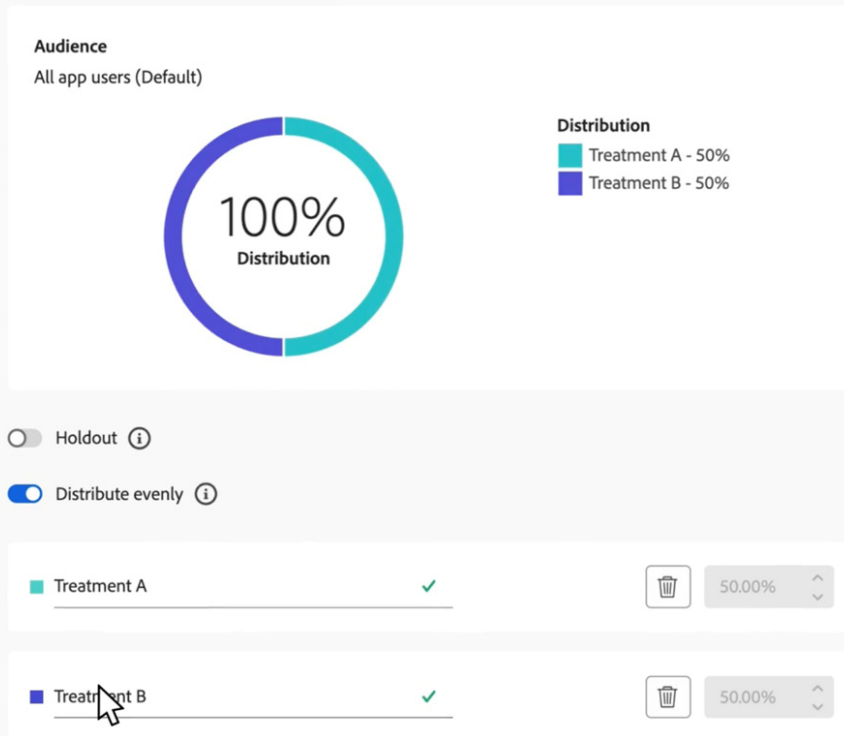 Audience
All app users (Default)
100%
Distribution
Distribution
Treatment A - 50%
Treatment B - 50%
Holdout
Distribute evenly
Treatment A
50.00%
Treatment B
50.00%